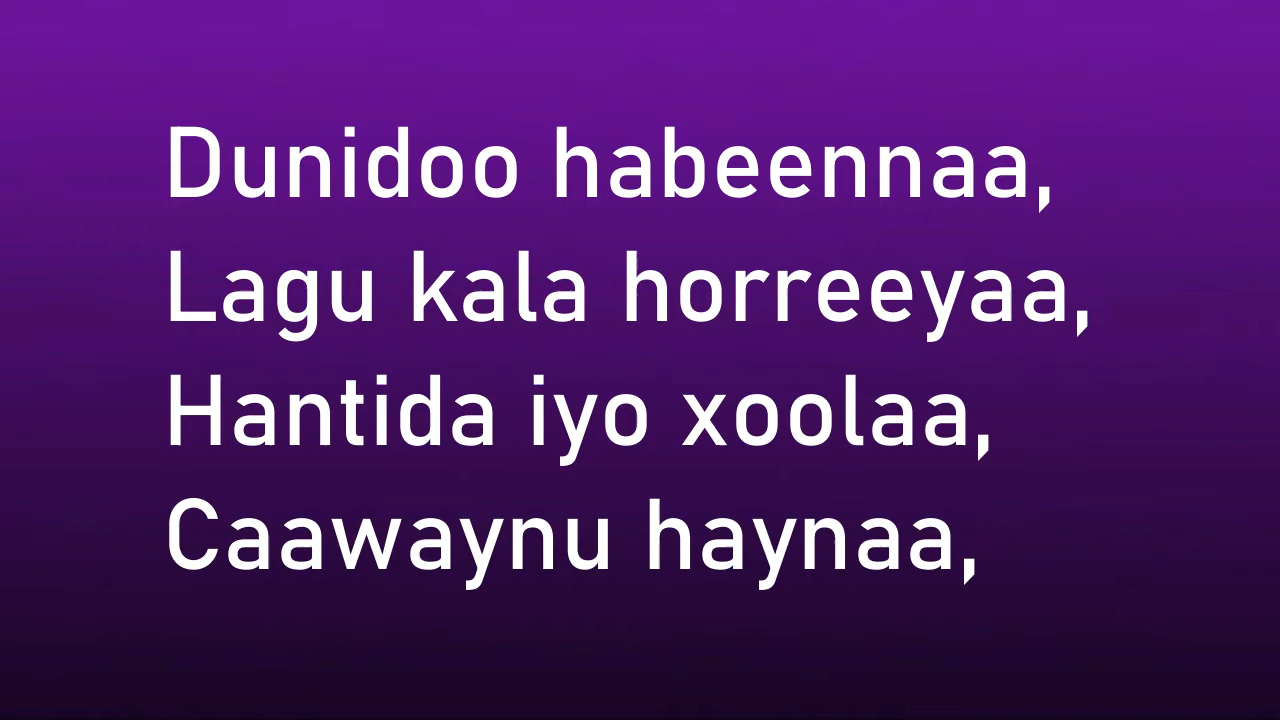 Dunidoo habeennaa,
Lagu kala horreeyaa,
Hantida iyo xoolaa,
Caawaynu haynaa,